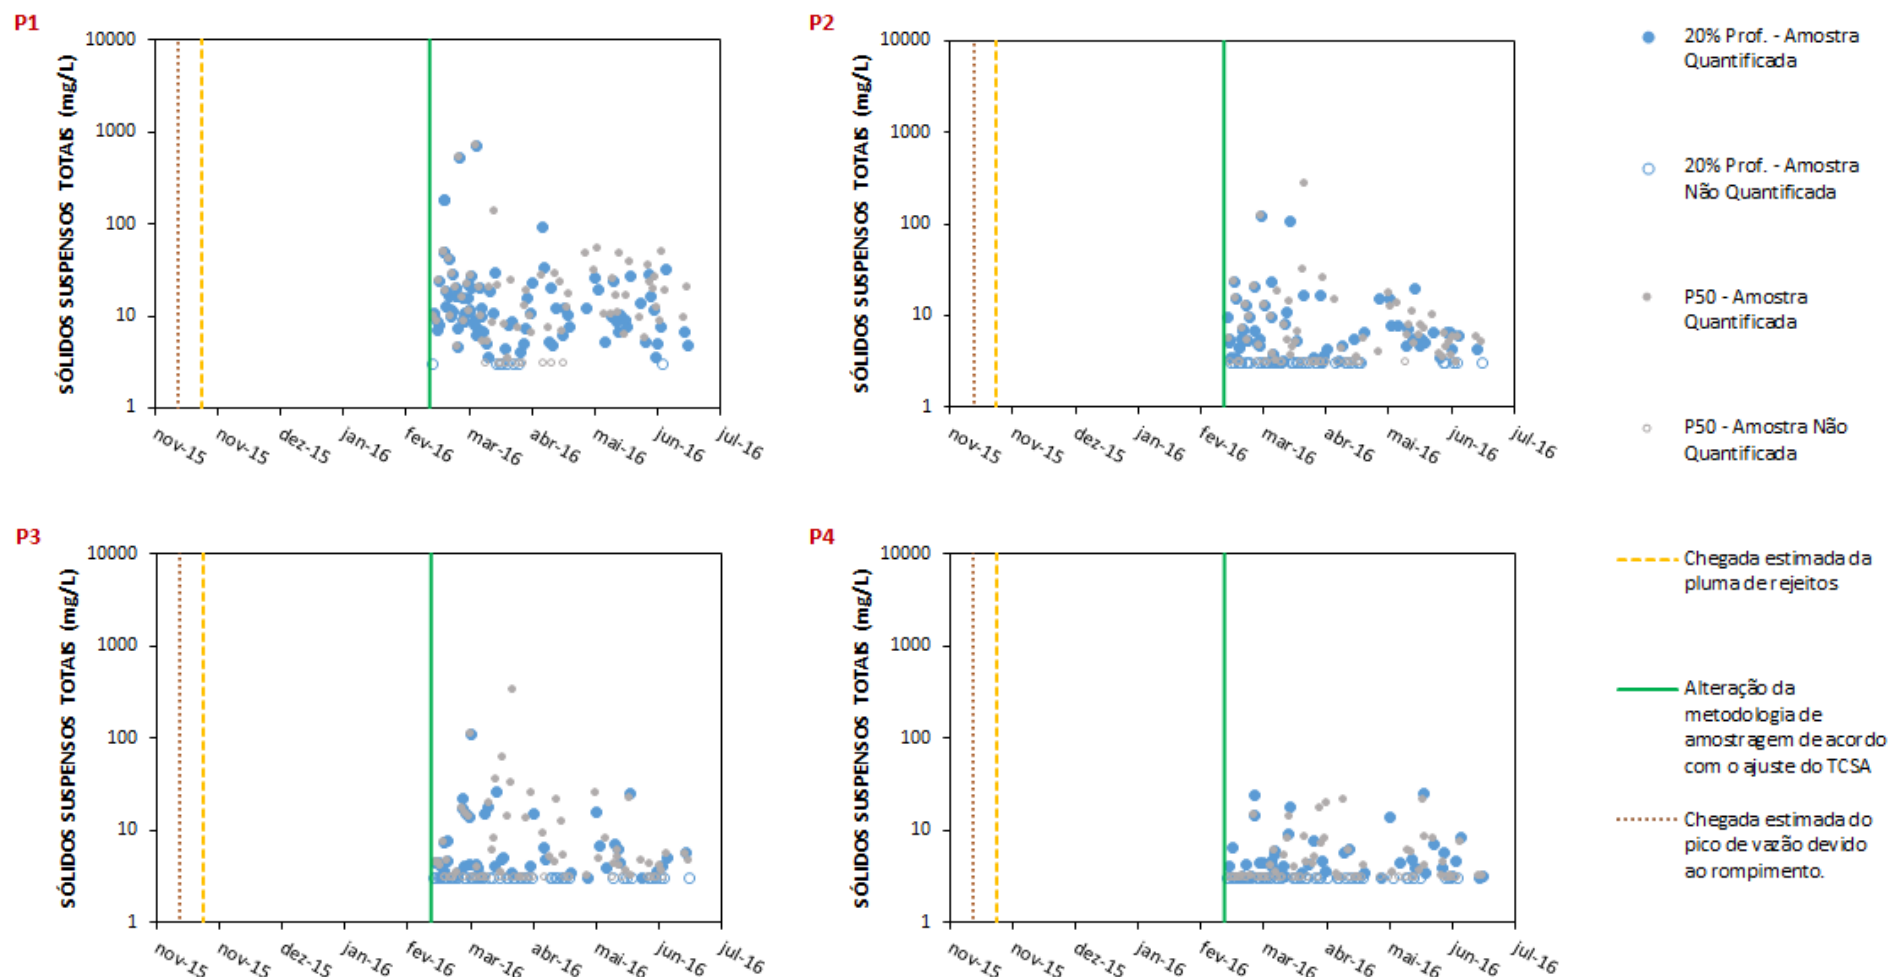 P1
SÓLIDOS SUSPENSOS TOTAIS (mg/L)
10000
1000
100
10
1
nov-15
nov-15
dez-15
jan-16
fev-16
mar-16
abr-16
mai-16
jun-16
jul-16
P2
SÓLIDOS SUSPENSOS TOTAIS (mg/L)
10000
1000
100
10
1
nov-15
nov-15
dez-15
jan-16
fev-16
mar-16
abr-16
mai-16
jun-16
jul-16
P3
SÓLIDOS SUSPENSOS TOTAIS (mg/L)
10000
1000
100
10
1
nov-15
nov-15
dez-15
jan-16
fev-16
mar-16
abr-16
mai-16
jun-16
jul-16
P4
SÓLIDOS SUSPENSOS TOTAIS (mg/L)
10000
1000
100
10
1
nov-15
nov-15
dez-15
jan-16
fev-16
mar-16
abr-16
mai-16
jun-16
jul-16
20% Prof. - Amostra
Quantificada
20% Prof. - Amostra
Não Quantificada
P50 - Amostra
Quantificada
P50 - Amostra Não
Quantificada
Chegada estimada da
pluma de rejeitos
Alteração da
metodologia de
amostragem de acordo
com o ajuste do TCSA
Chegada estimada do
pico de vazão devido
ao rompimento.